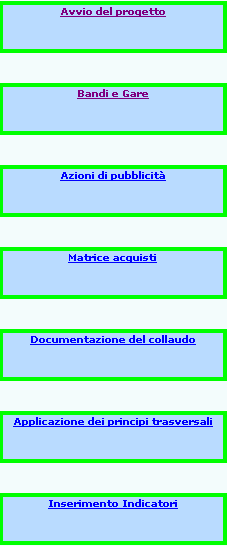 Avvio del progetto
Bandi e Gare
Azioni di pubblicità
Matrice acquisti
Documentazione del collaudo
Applicazione dei principi trasversali
Inserimento Indicatori